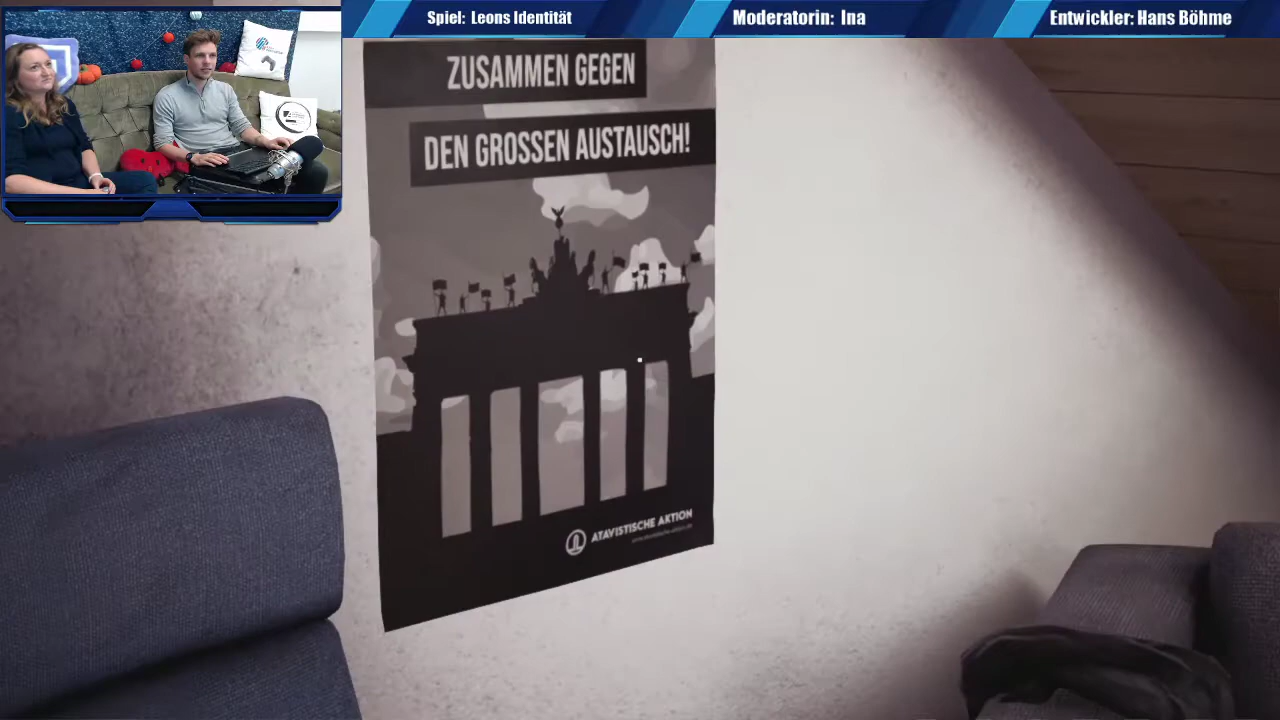 Spiel: Leons Identität
Moderatorin: Ina
Entwickler: Hans Böhme
ZUSAMMEN GEGEN
DEN GROSSEN AUSTAUSCH!
ATAVISTISCHE AKTION